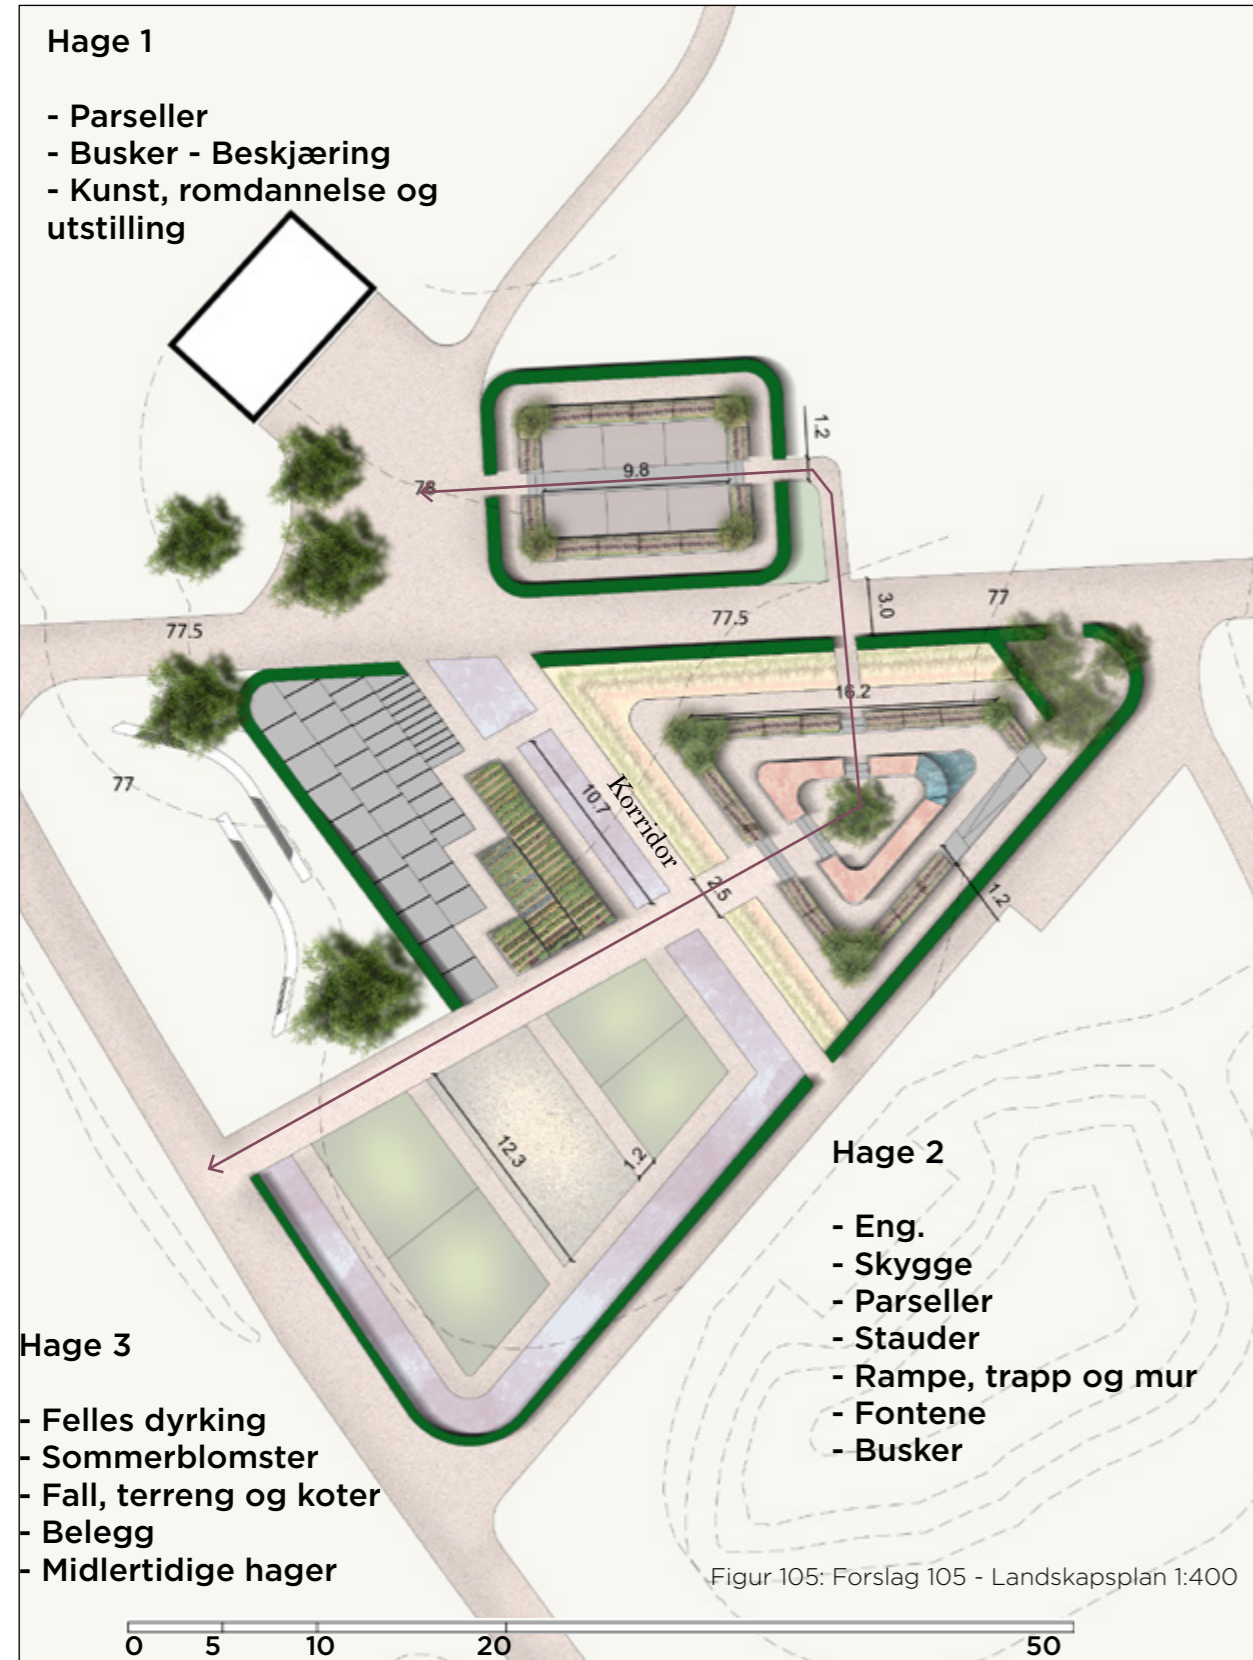 Hage 1
- Parseller
- Busker - Beskjæring
- Kunst, romdannelse og
utstilling
1.2
9.8
78
3.0
77
77.5
77.5
16.2
77
10.7
Korridor
2.5
1.2
12.3
1.2
Hage 2
- Eng.
- Skygge
- Parseller
- Stauder
- Rampe, trapp og mur
- Fontene
- Busker
Hage 3
- Felles dyrking
- Sommerblomster
- Fall, terreng og koter
- Belegg
- Midlertidige hager
Figur 105: Forslag 105 - Landskapsplan 1:400
0 5 10 20 50